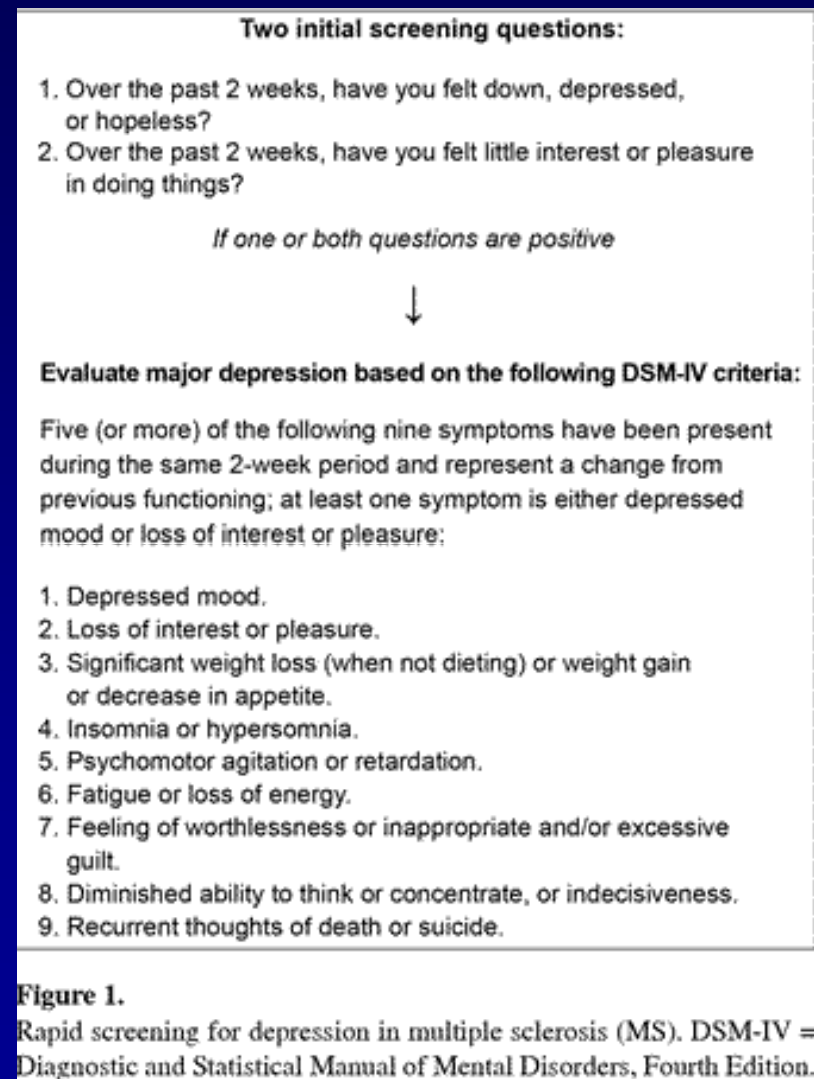 Two initial screening questions:
1. Over the past 2 weeks, have you felt down, depressed,
or hopeless?
2. Over the past 2 weeks, have you felt little interest or pleasure
in doing things?
If one or both questions are positive
↓
Evaluate major depression based on the following DSM-IV criteria:
Five (or more) of the following nine symptoms have been present
during the same 2-week period and represent a change from
previous functioning; at least one symptom is either depressed
mood or loss of interest or pleasure:
1. Depressed mood.
2. Loss of interest or pleasure.
3. Significant weight loss (when not dieting) or weight gain
or decrease in appetite.
4. Insomnia or hypersomnia.
5. Psychomotor agitation or retardation.
6. Fatigue or loss of energy.
7. Feeling of worthlessness or inappropriate and/or excessive
guilt.
8. Diminished ability to think or concentrate, or indecisiveness.
9. Recurrent thoughts of death or suicide.
Figure 1.
Rapid screening for depression in multiple sclerosis (MS). DSM-IV =
Diagnostic and Statistical Manual of Mental Disorders, Fourth Edition.